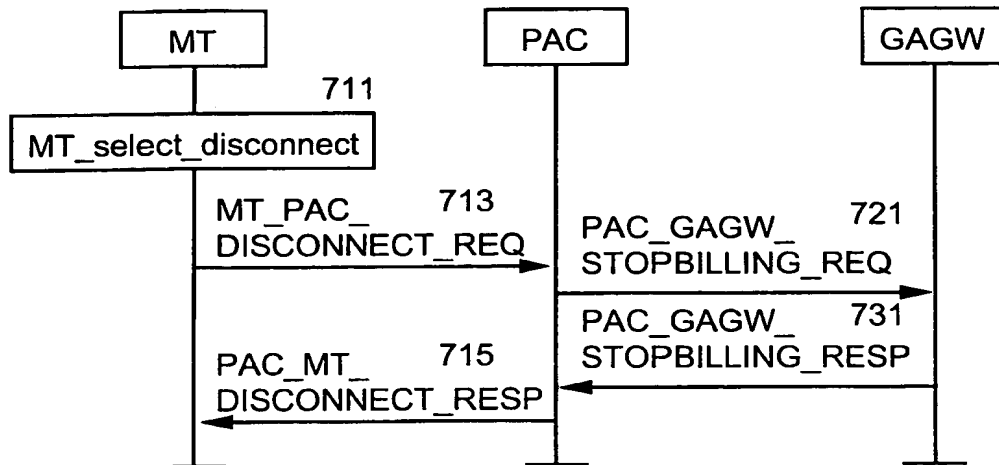 MT
PAC
GAGW
711
MT_select_disconnect
MT_PAC_ 713
DISCONNECT_REQ
PAC_GAGW_ 721
STOPBILLING_REQ
PAC_GAGW_ 731
STOPBILLING_RESP
PAC_MT_ 715
DISCONNECT_RESP